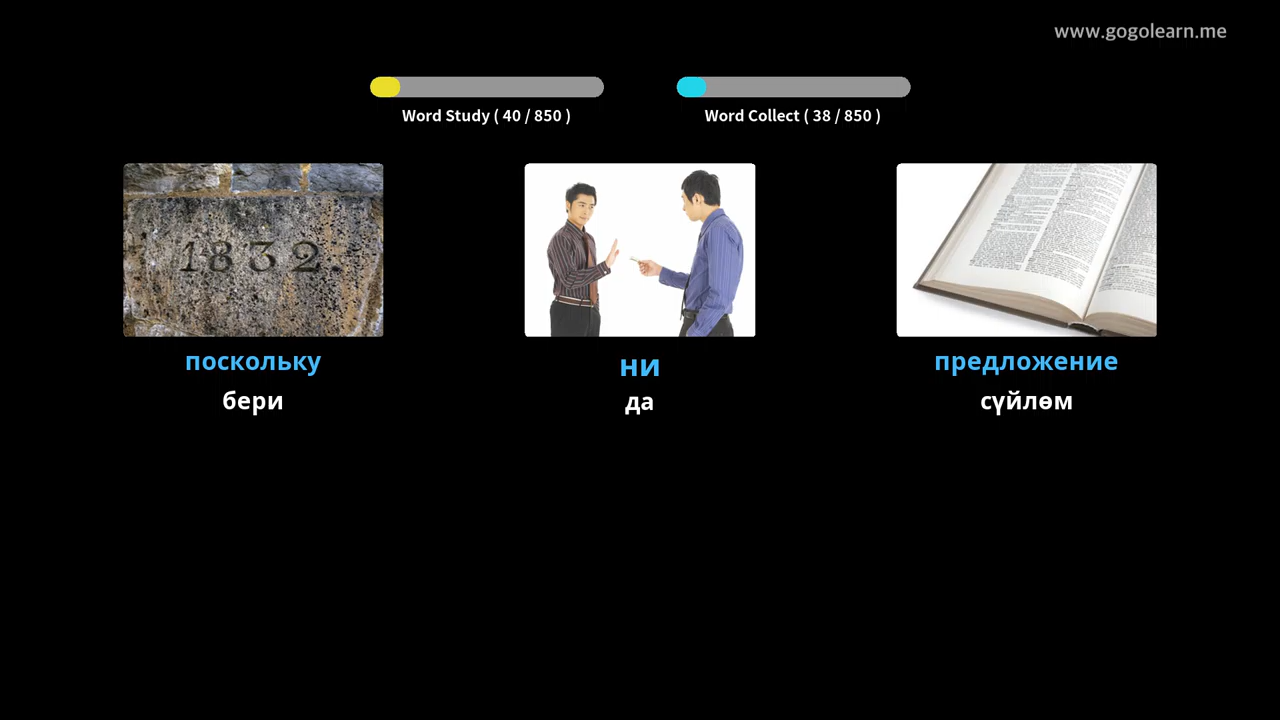 www.gogolearn.me
Word Study ( 40 / 850 )
Word Collect ( 38 / 850 )
1832
поскольку
бери
ни
да
предложение
сүйлөм